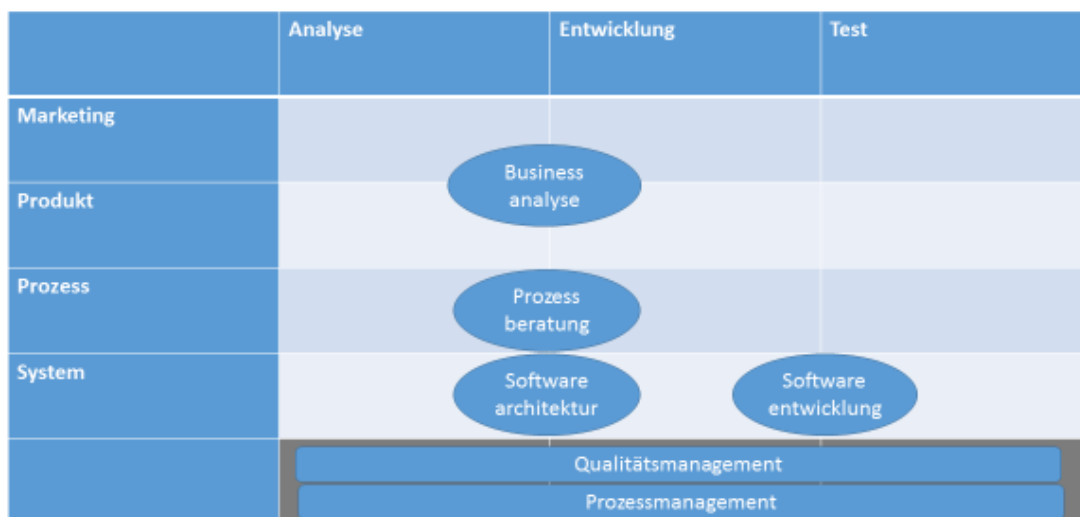 Analyse Entwicklung Test
Marketing
Business
analyse
Produkt
Prozess
Prozess
beratung
System
Software
architektur
Software
entwicklung
Qualitätsmanagement
Prozessmanagement